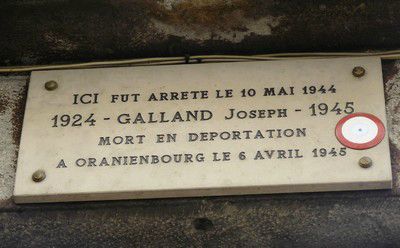 ICI FUT ARRETE LE 10 MAI 1944
1924 - GALLAND JOSEPH - 1945
MORT EN DEPORTATION
A ORANIENBOURG LE 6 AVRIL 1945